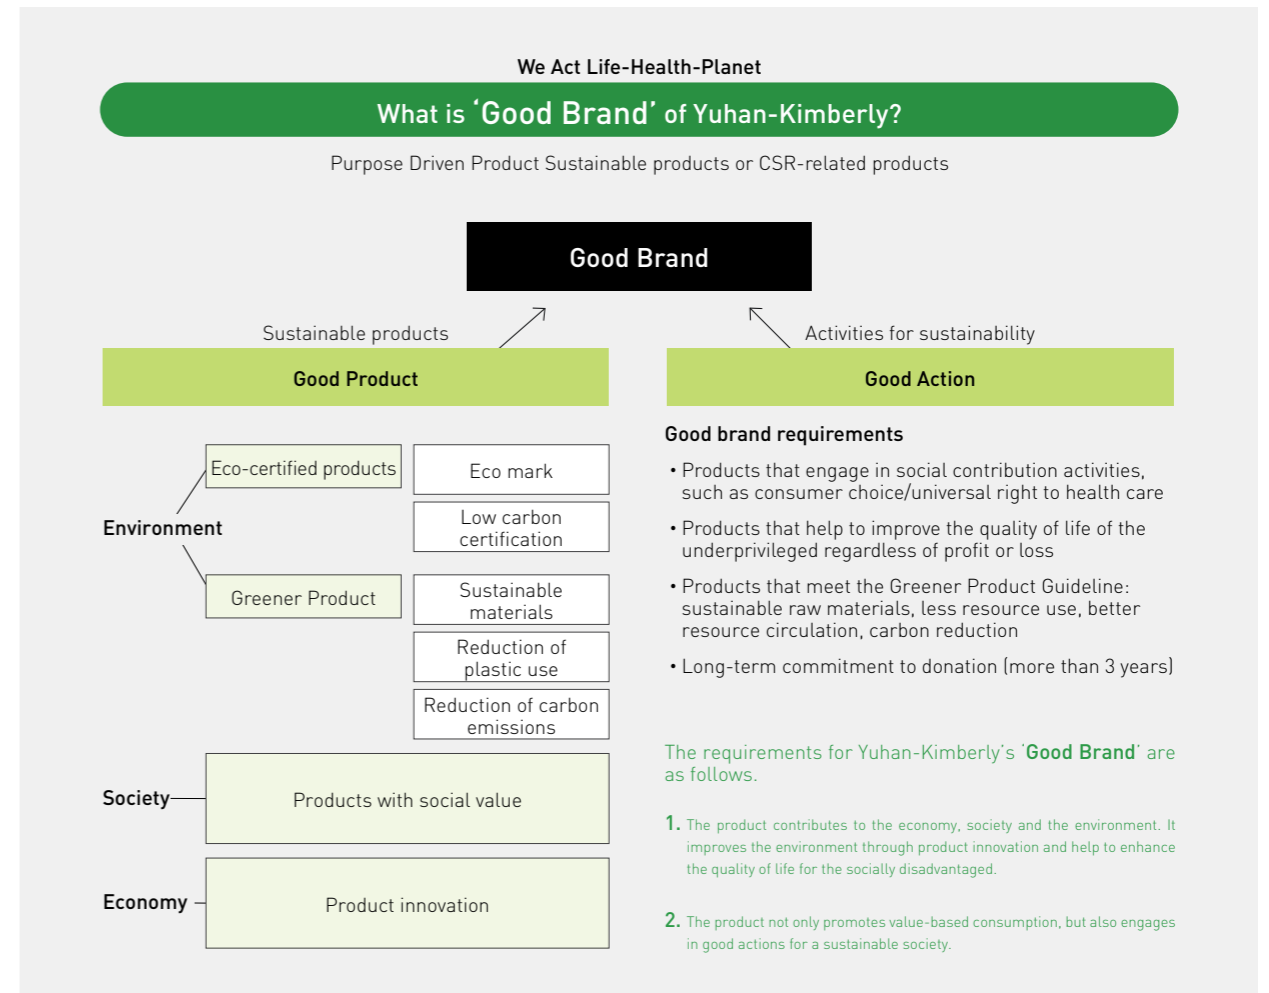 We Act Life-Health-Planet
What is ‘Good Brand’ of Yuhan-Kimberly?
Purpose Driven Product Sustainable products or CSR-related products
Good Brand
Sustainable products
Activities for sustainability
Good Product
Environment
Eco-certified products
Eco mark
Low carbon
certification
Greener Product
Sustainable
materials
Reduction of
plastic use
Reduction of carbon
emissions
Society
Products with social value
Economy
Product innovation
Good Action
Good brand requirements
• Products that engage in social contribution activities,
such as consumer choice/universal right to health care
• Products that help to improve the quality of life of the
underprivileged regardless of profit or loss
• Products that meet the Greener Product Guideline:
sustainable raw materials, less resource use, better
resource circulation, carbon reduction
• Long-term commitment to donation (more than 3 years)
The requirements for Yuhan-Kimberly’s ‘Good Brand’ are
as follows.
1. The product contributes to the economy, society and the environment. It
improves the environment through product innovation and help to enhance
the quality of life for the socially disadvantaged.
2. The product not only promotes value-based consumption, but also engages
in good actions for a sustainable society.